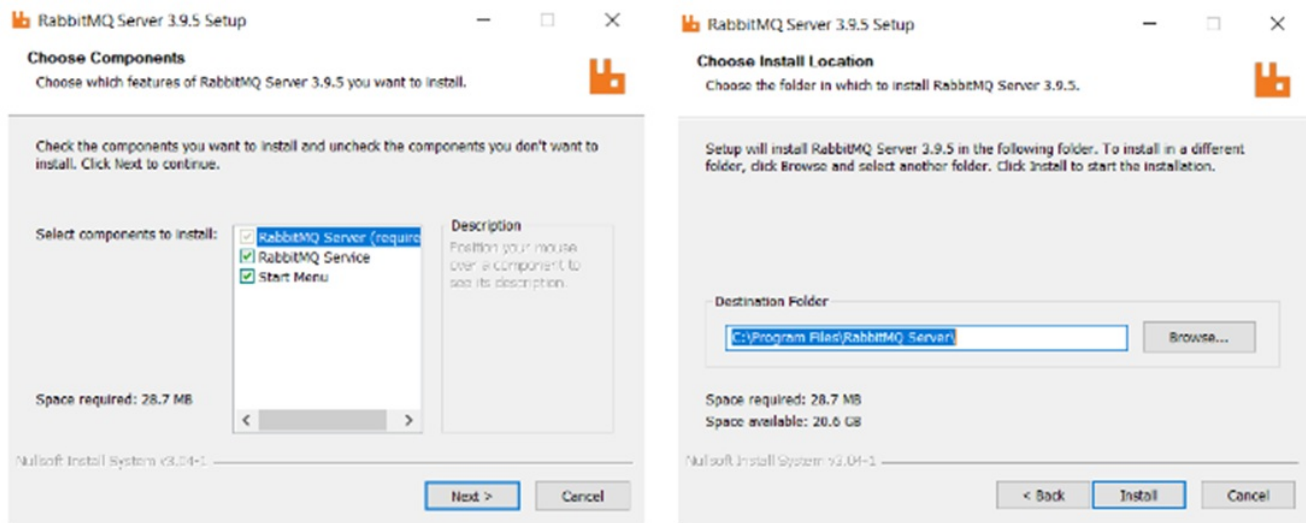 RabbitMQ Server 3.9.5 Setup
Choose Components
Choose which features of RabbitMQ Server 3.9.5 you want to install.
Check the components you want to install and uncheck the components you don't want to
install. Click Next to continue.
Select components to install:
RabbitMQ Server (require
RabbitMQ Service
Start Menu
Description
Position your mouse
over a component to
see its description.
Space required: 28.7 MB
Nullsoft Install System v3.04-1
Next >
Cancel
RabbitMQ Server 3.9.5 Setup
Choose Install Location
Choose the folder in which to install RabbitMQ Server 3.9.5.
Setup will install RabbitMQ Server 3.9.5 in the following folder. To install in a different
folder, click Browse and select another folder. Click Install to start the installation.
Destination Folder
C:\Program Files\RabbitMQ Server\
Browse...
Space required: 28.7 MB
Space available: 20.6 GB
Nullsoft Install System v3.04-1
< Back
Install
Cancel